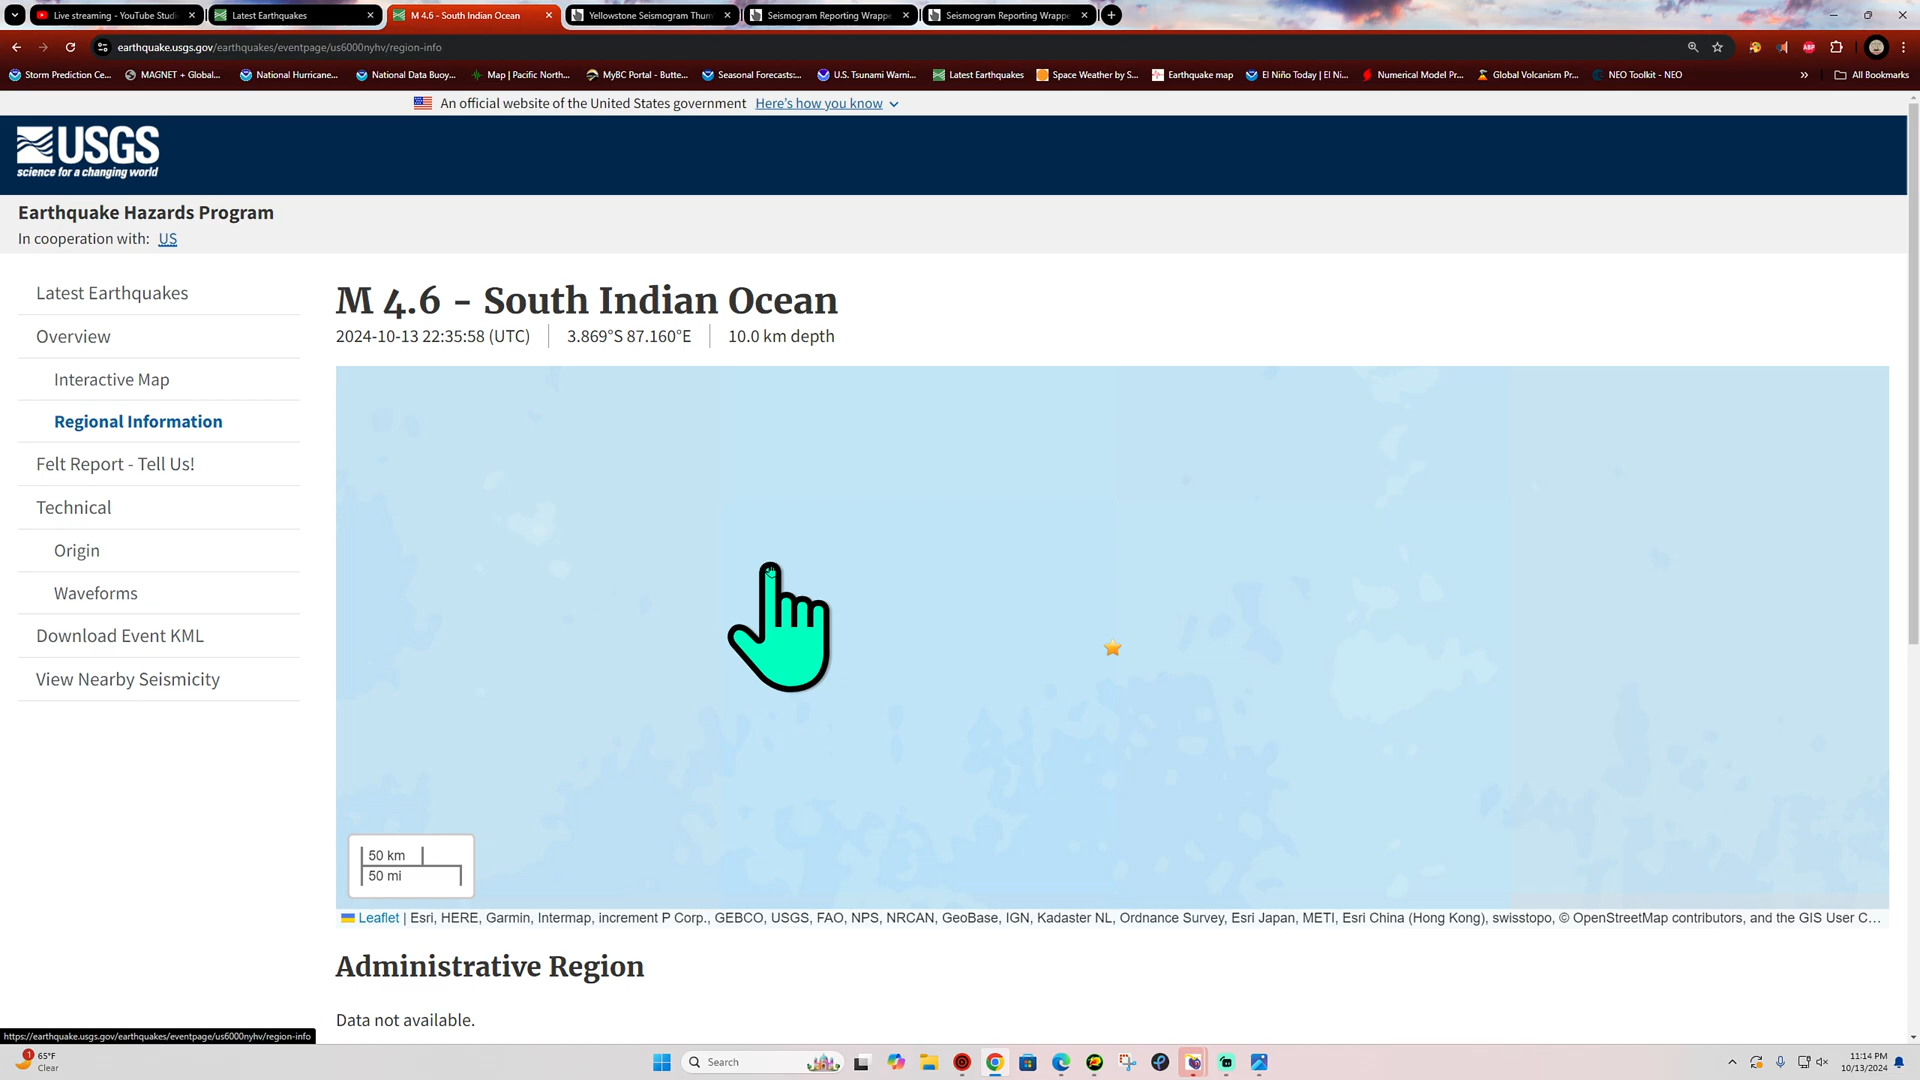 Live streaming - YouTube Studi
Latest Earthquakes
M 4.6 - South Indian Ocean
Yellowstone Seismogram Thum
Seismogram Reporting Wrappe
Seismogram Reporting Wrappe
earthquake.usgs.gov/earthquakes/eventpage/us6000nyhv/region-info
Storm Prediction Ce...
MAGNET + Global...
National Hurricane...
National Data Buoy...
Map | Pacific North...
MyBC Portal - Butte...
Seasonal Forecasts:...
U.S. Tsunami Warni...
Latest Earthquakes
Space Weather by S...
Earthquake map
El Niño Today | El Ni...
Numerical Model Pr...
Global Volcanism Pr...
NEO Toolkit - NEO
All Bookmarks
An official website of the United States government Here's how you know
USGS
science for a changing world
Earthquake Hazards Program
In cooperation with: US
Latest Earthquakes
Overview
Interactive Map
Regional Information
Felt Report - Tell Us!
Technical
Origin
Waveforms
Download Event KML
View Nearby Seismicity
M 4.6 - South Indian Ocean
2024-10-13 22:35:58 (UTC) 3.869°S 87.160°E 10.0 km depth
50 km
50 mi
Leaflet | Esri, HERE, Garmin, Intermap, increment P Corp., GEBCO, USGS, FAO, NPS, NRCAN, GeoBase, IGN, Kadaster NL, Ordnance Survey, Esri Japan, METI, Esri China (Hong Kong), swisstopo, © OpenStreetMap contributors, and the GIS User C...
Administrative Region
Data not available.
https://earthquake.usgs.gov/earthquakes/eventpage/us6000nyhv/region-info
1
65°F
Clear
Search
11:14 PM
10/13/2024